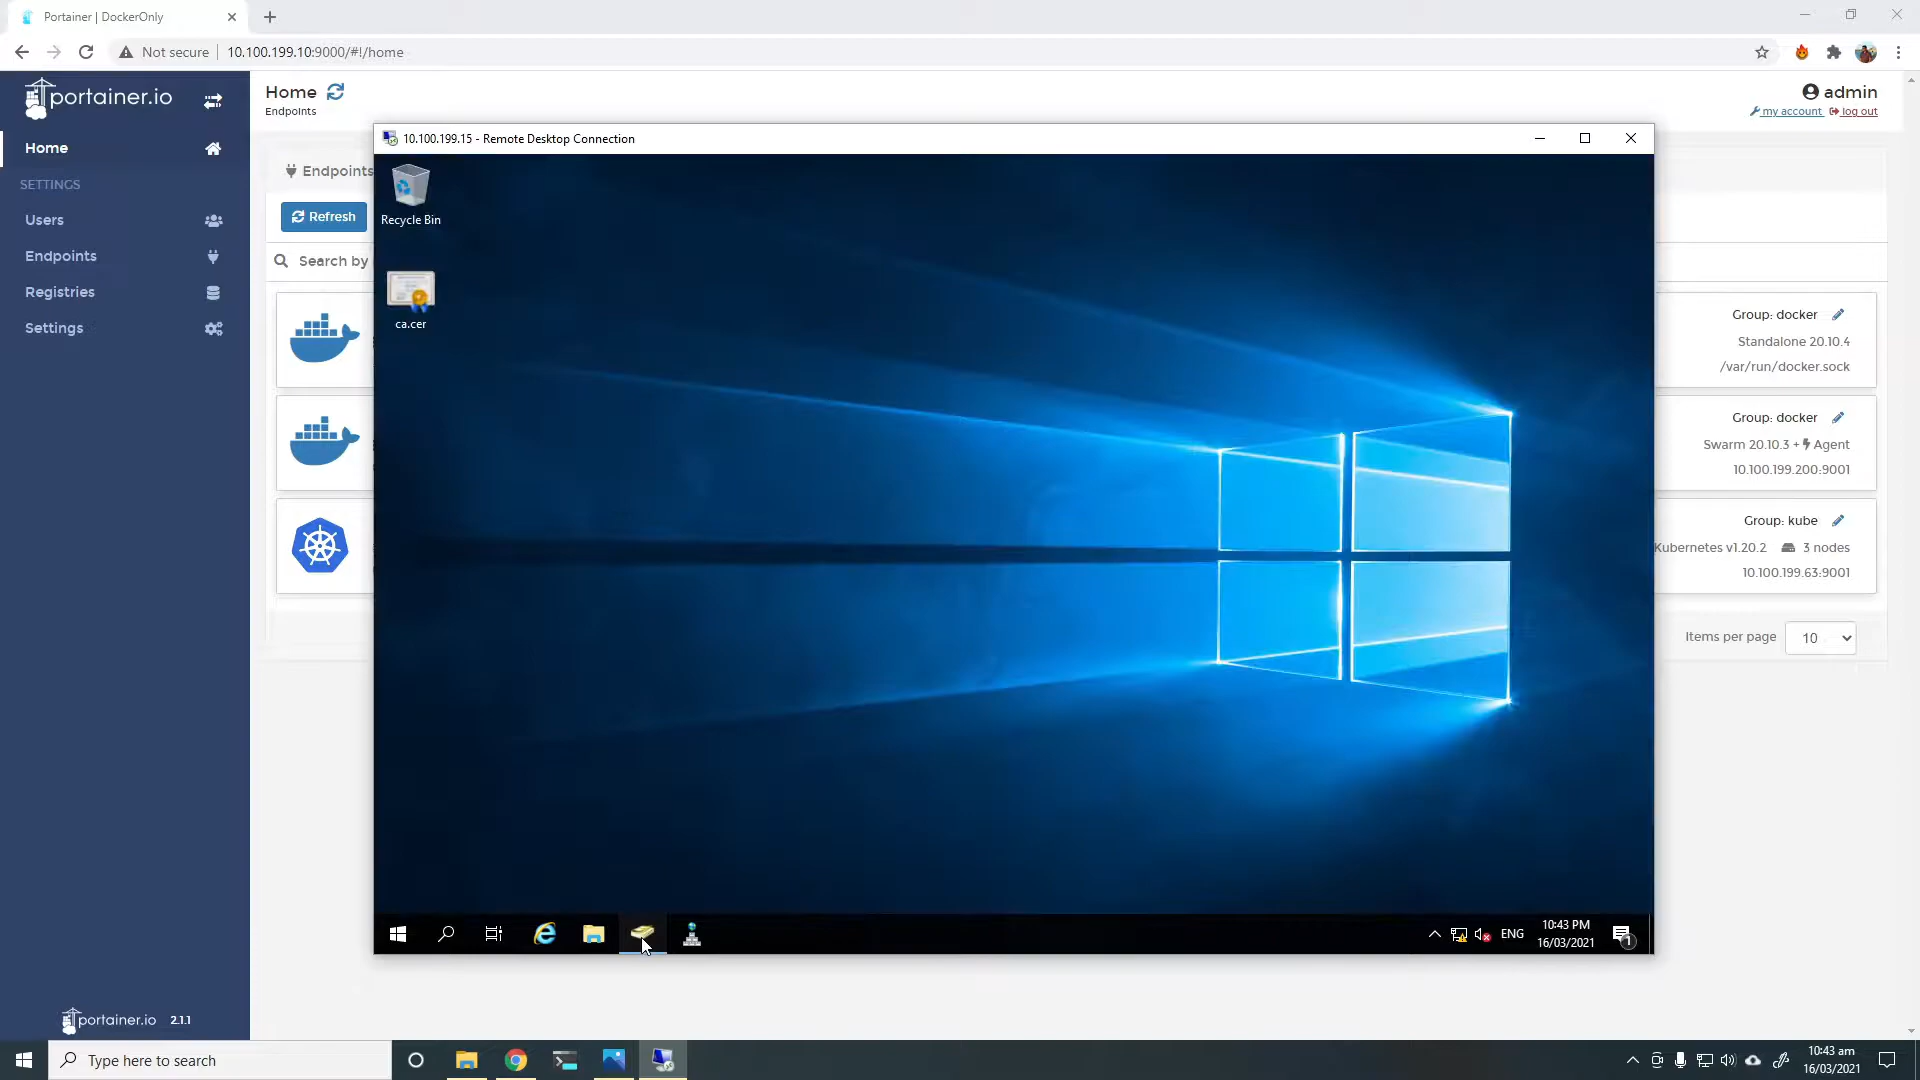 Portainer | DockerOnly
Not secure
10.100.199.10:9000/#!/home
portainer.io
Home
SETTINGS
Users
Endpoints
Registries
Settings
portainer.io 2.1.1
Home
Endpoints
admin
my account
log out
Endpoints
Refresh
Search by
Group: docker
Standalone 20.10.4
/var/run/docker.sock
Group: docker
Swarm 20.10.3 + Agent
10.100.199.200:9001
Group: kube
Kubernetes v1.20.2 3 nodes
10.100.199.63:9001
Items per page 10
10.100.199.15 - Remote Desktop Connection
Recycle Bin
ca.cer
ENG
10:43 PM
16/03/2021
1
Type here to search
10:43 am
16/03/2021